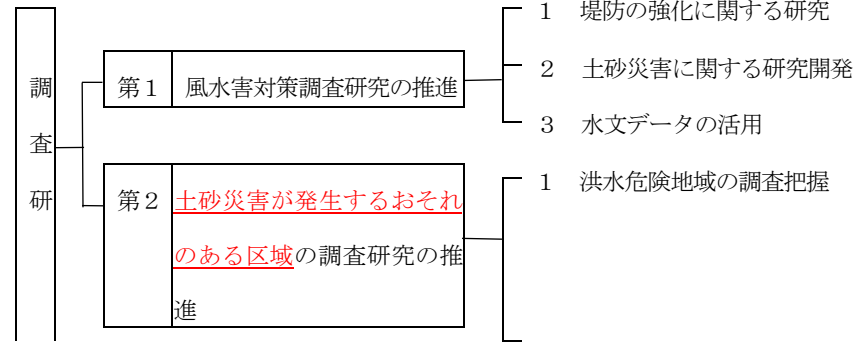 調
査
研
第１ 風水害対策調査研究の推進
１ 堤防の強化に関する研究
２ 土砂災害に関する研究開発
３ 水文データの活用
第２ 土砂災害が発生するおそれ
のある区域の調査研究の推
進
１ 洪水危険地域の調査把握